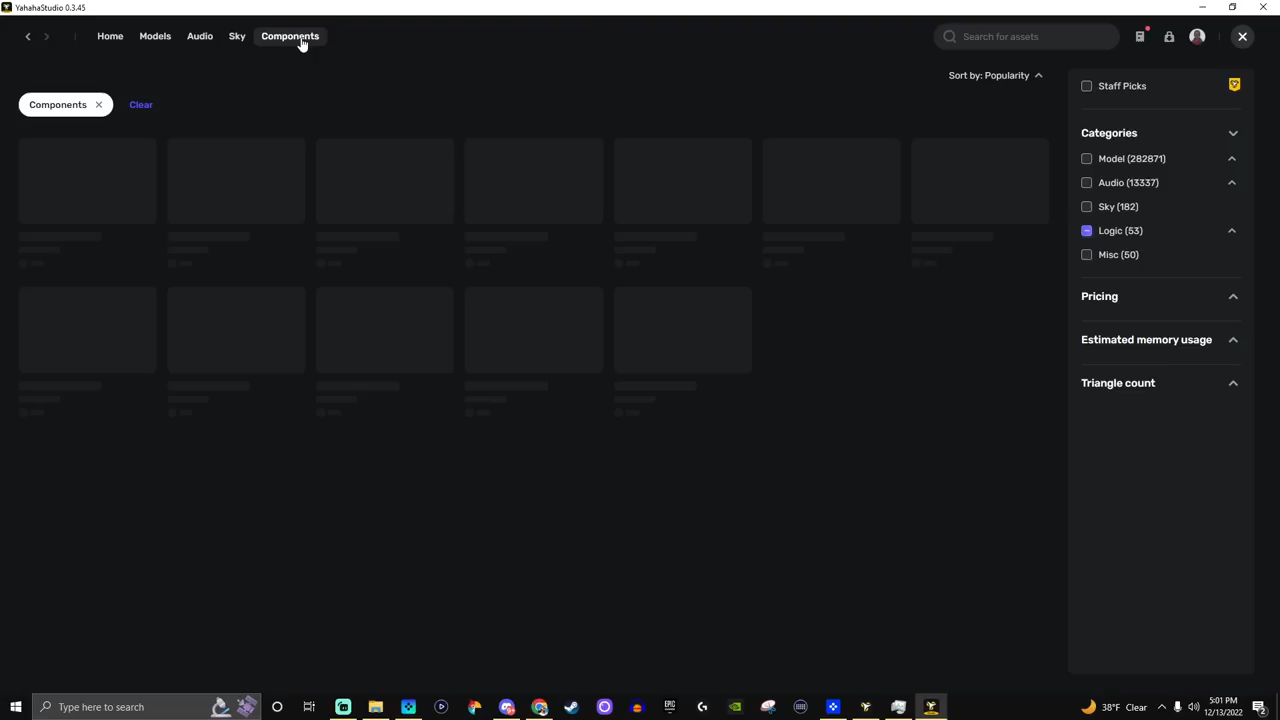 YahahaStudio 0.3.45
Home Models Audio Sky Components
Search for assets
Sort by: Popularity
Components
Clear
Staff Picks
Categories
Model (282871)
Audio (13337)
Sky (182)
Logic (53)
Misc (50)
Pricing
Estimated memory usage
Triangle count
Type here to search
EPIC
38°F Clear
5:01 PM
12/13/2022
2